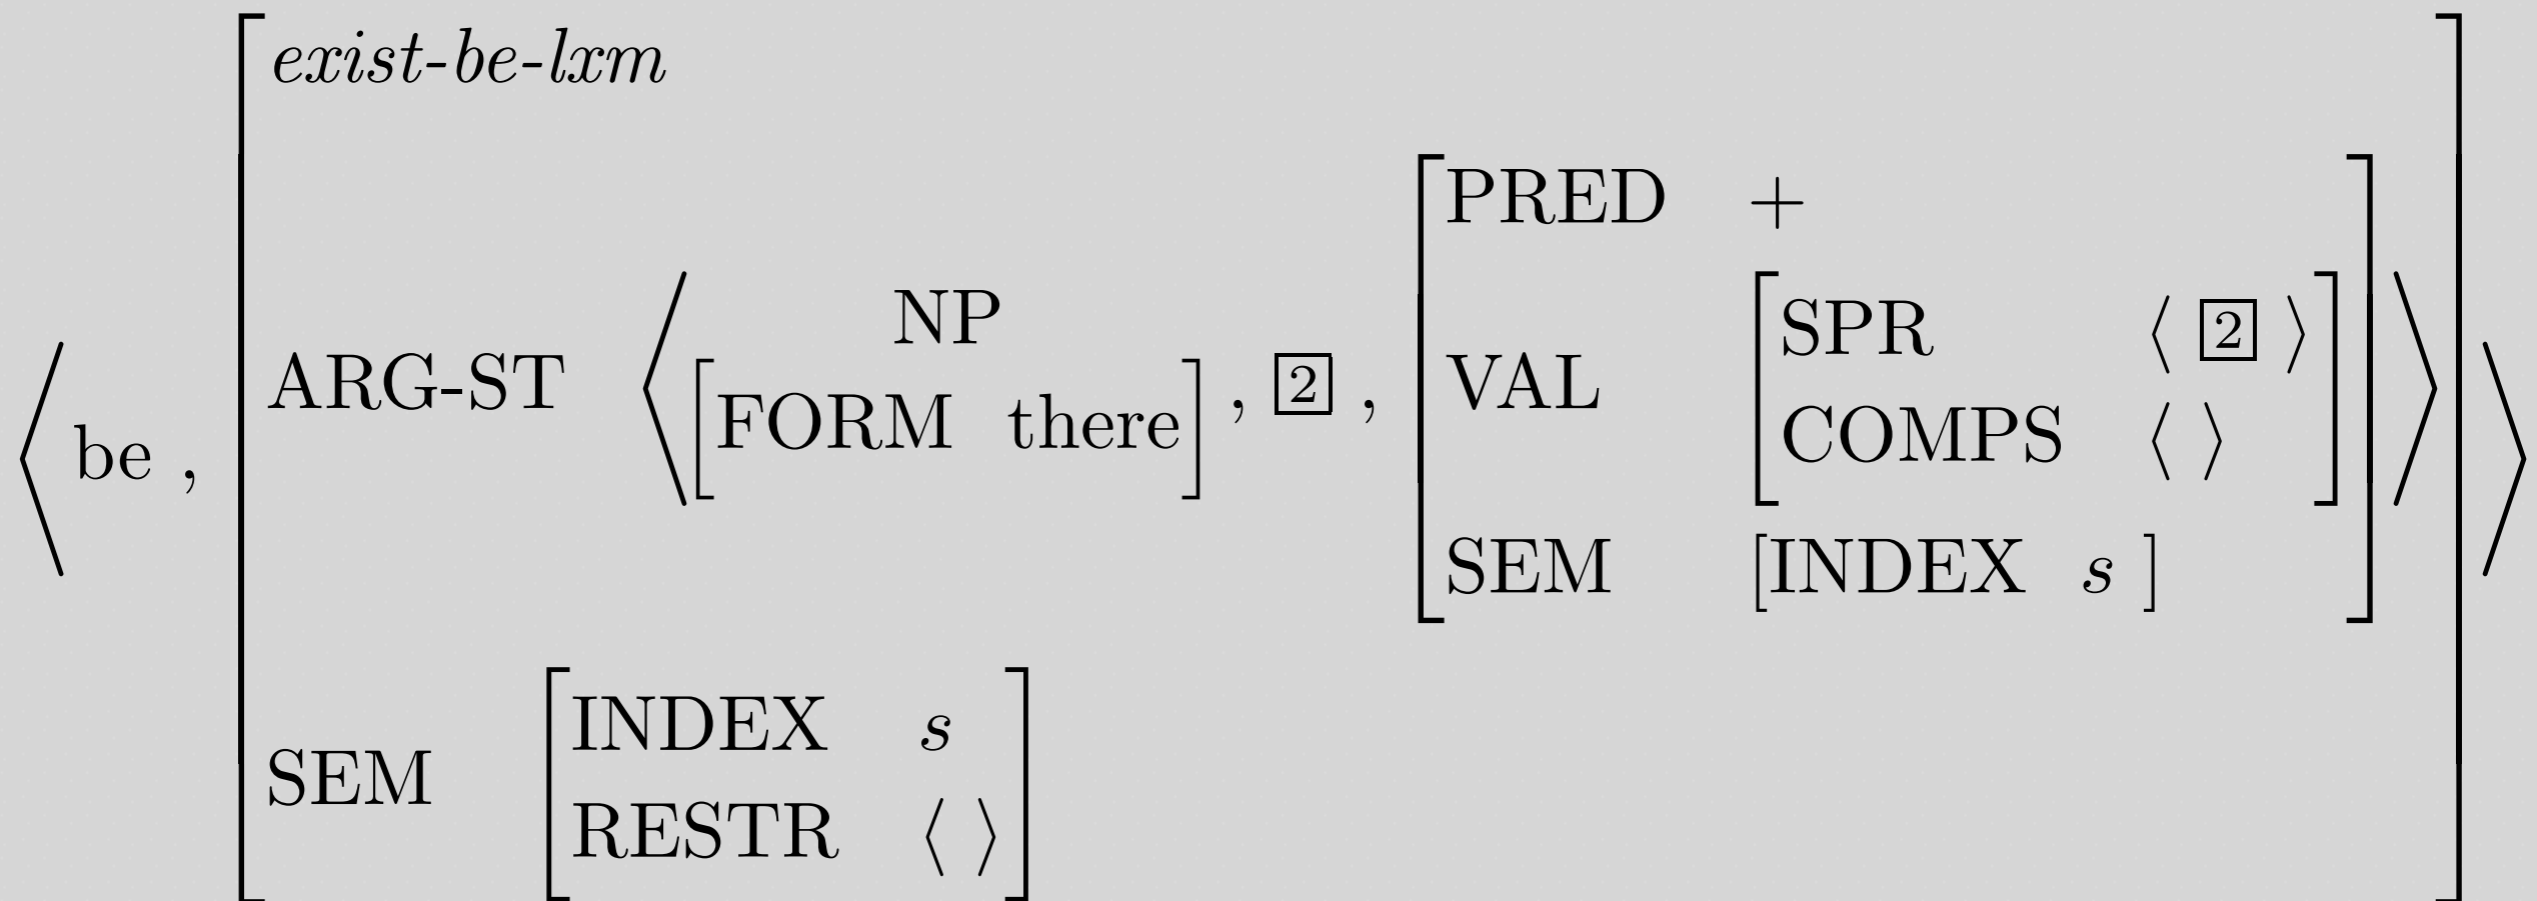 exist-be-lxm
PRED +
NP
SPR ⟨ 2 ⟩
ARG-ST ⟨ [FORM there] , 2 , VAL
COMPS ⟨ ⟩
⟨ be ,
SEM [INDEX s ] ⟩ ⟩
INDEX s
SEM
RESTR ⟨ ⟩